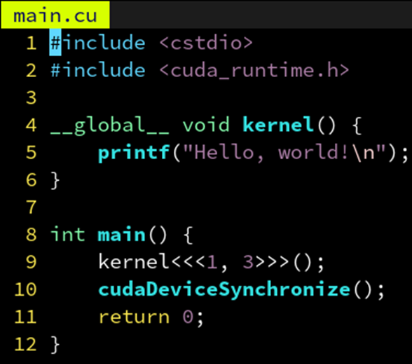 main.cu
1 #include <cstdio>
2 #include <cuda_runtime.h>
3
4 __global__ void kernel() {
5     printf("Hello, world!\n");
6 }
7
8 int main() {
9     kernel<<<1, 3>>>();
10     cudaDeviceSynchronize();
11     return 0;
12 }